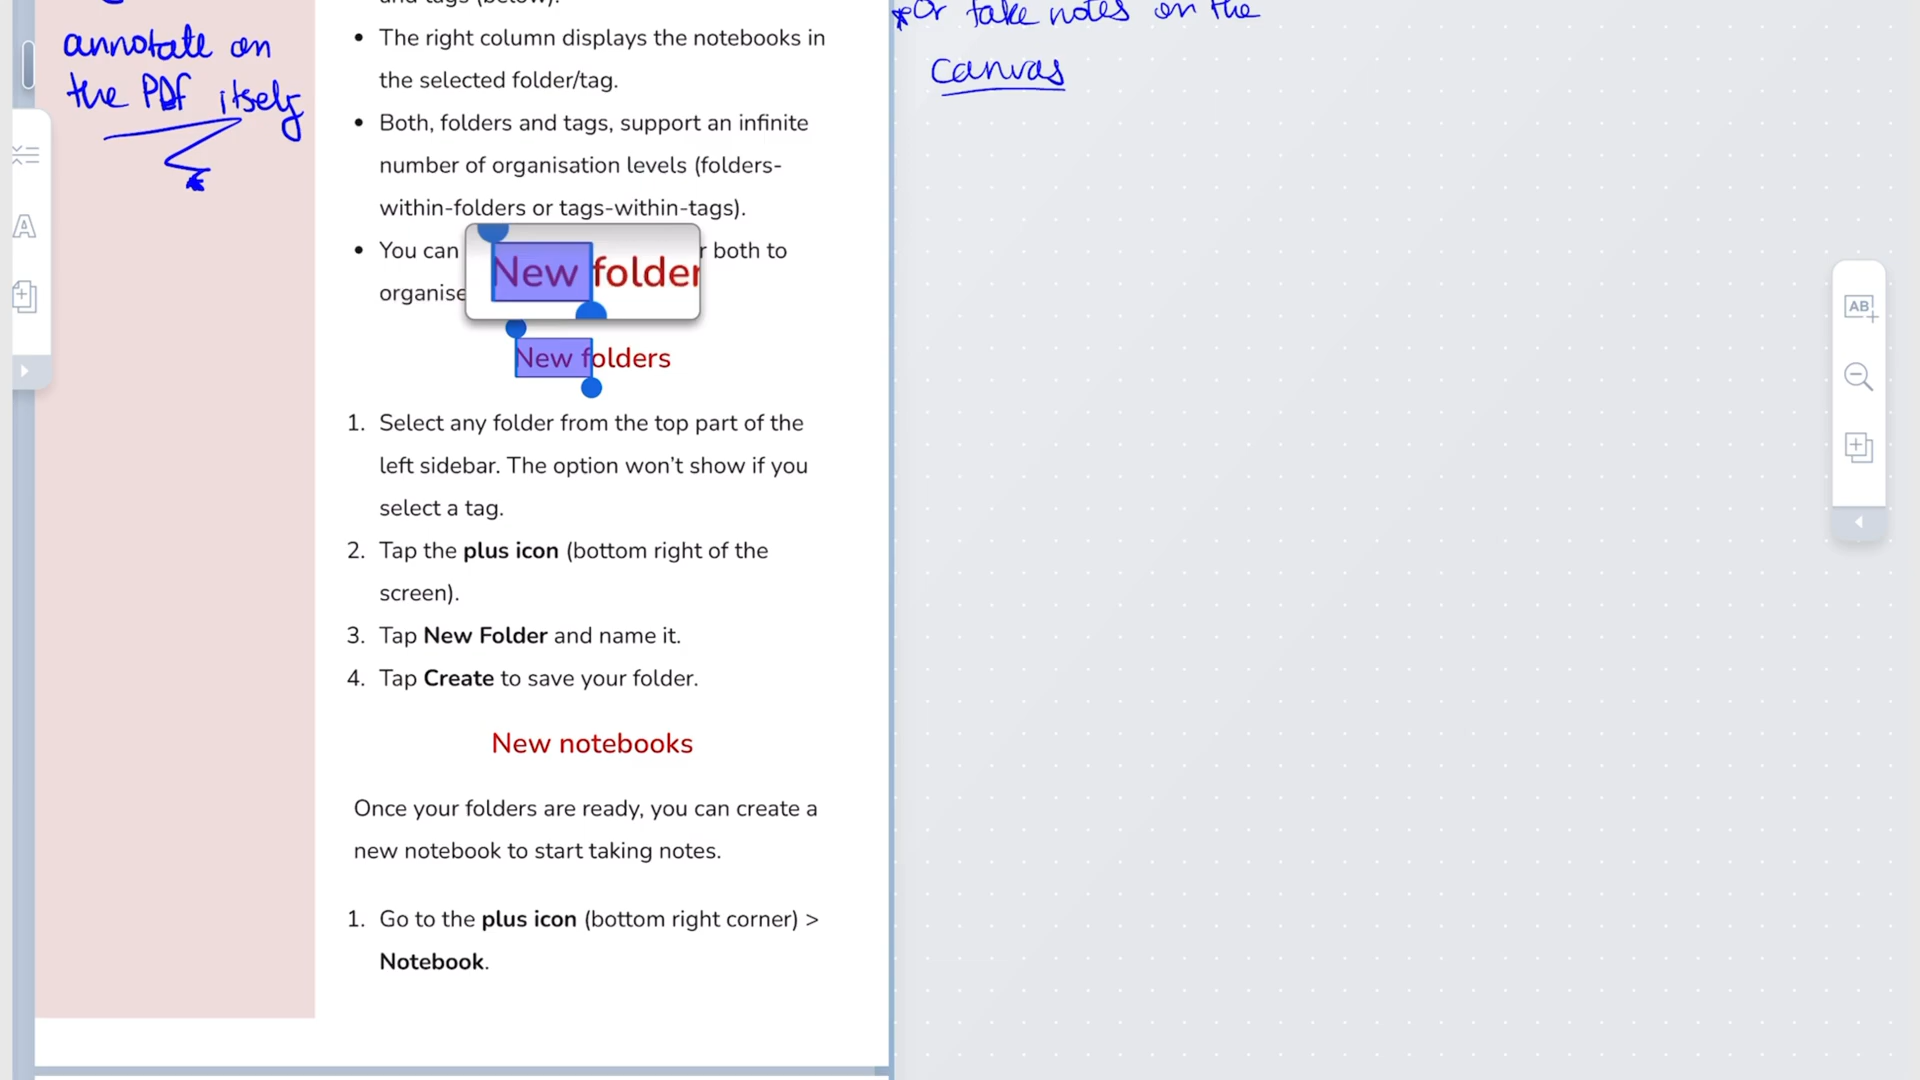 annotate on
the PDF itself
and tags (below).
• The right column displays the notebooks in
the selected folder/tag.
• Both, folders and tags, support an infinite
number of organisation levels (folders-
within-folders or tags-within-tags).
• You can r both to
organise
New folder
New folders
1. Select any folder from the top part of the
left sidebar. The option won’t show if you
select a tag.
2. Tap the plus icon (bottom right of the
screen).
3. Tap New Folder and name it.
4. Tap Create to save your folder.
New notebooks
Once your folders are ready, you can create a
new notebook to start taking notes.
1. Go to the plus icon (bottom right corner) >
Notebook.
*Or take notes on the
canvas
A
AB